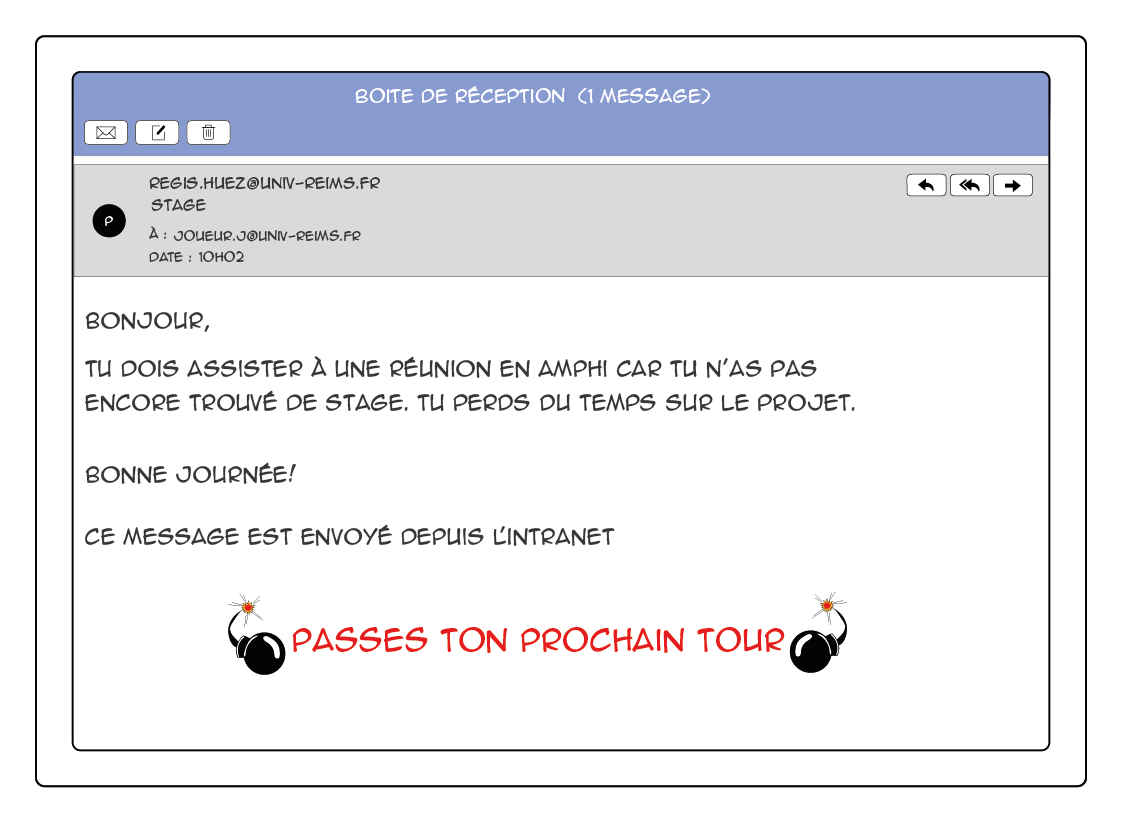 BOITE DE RÉCEPTION (1 MESSAGE)
REGIS.HUEZ@UNIV-REIMS.FR
STAGE
P
À : JOUEUR.J@UNIV-REIMS.FR
DATE : 10H02
BONJOUR,
TU DOIS ASSISTER À UNE RÉUNION EN AMPHI CAR TU N'AS PAS
ENCORE TROUVÉ DE STAGE. TU PERDS DU TEMPS SUR LE PROJET.
BONNE JOURNÉE!
CE MESSAGE EST ENVOYÉ DEPUIS L'INTRANET
PASSES TON PROCHAIN TOUR